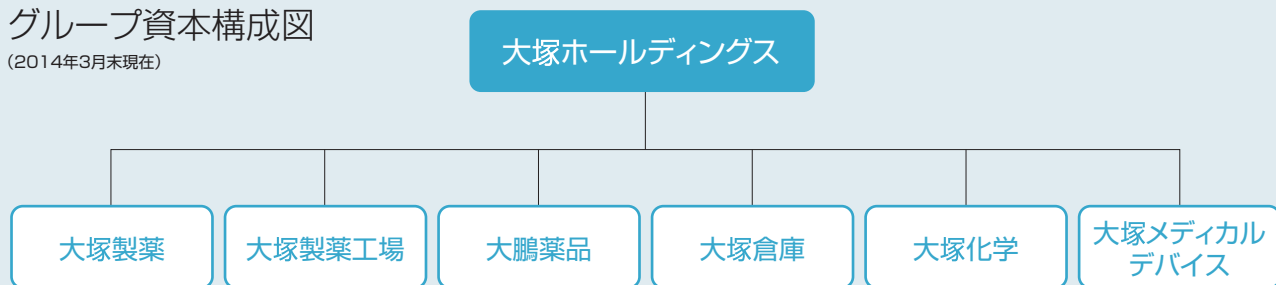 グループ資本構成図
（2014年3月末現在）
大塚ホールディングス
大塚製薬
大塚製薬工場
大鵬薬品
大塚倉庫
大塚化学
大塚メディカル
デバイス